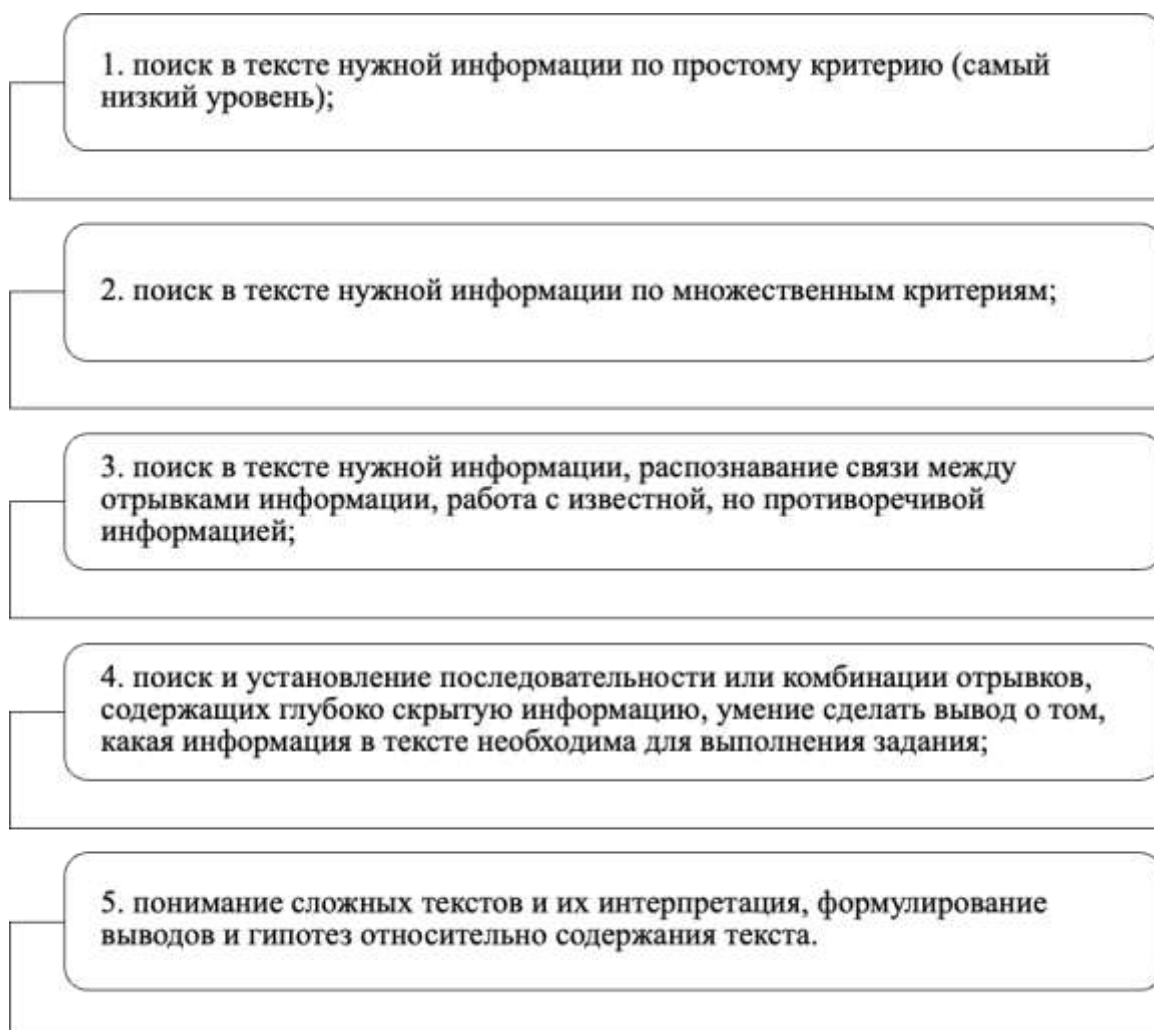 1. поиск в тексте нужной информации по простому критерию (самый
низкий уровень);
2. поиск в тексте нужной информации по множественным критериям;
3. поиск в тексте нужной информации, распознавание связи между
отрывками информации, работа с известной, но противоречивой
информацией;
4. поиск и установление последовательности или комбинации отрывков,
содержащих глубоко скрытую информацию, умение сделать вывод о том,
какая информация в тексте необходима для выполнения задания;
5. понимание сложных текстов и их интерпретация, формулирование
выводов и гипотез относительно содержания текста.